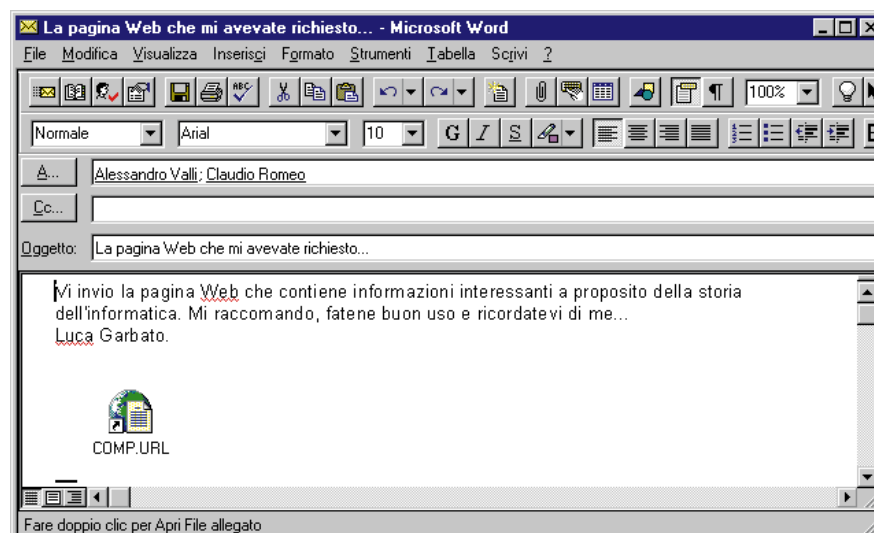 La pagina Web che mi avevate richiesto... - Microsoft Word
File Modifica Visualizza Inserisci Formato Strumenti Tabella Scrivi ?
ABC 100%
Normale Arial 10 G I S
A... Alessandro Valli; Claudio Romeo
Cc...
Oggetto: La pagina Web che mi avevate richiesto...
Vi invio la pagina Web che contiene informazioni interessanti a proposito della storia
dell'informatica. Mi raccomando, fatene buon uso e ricordatevi di me...
Luca Garbato.
COMP.URL
Fare doppio clic per Apri File allegato